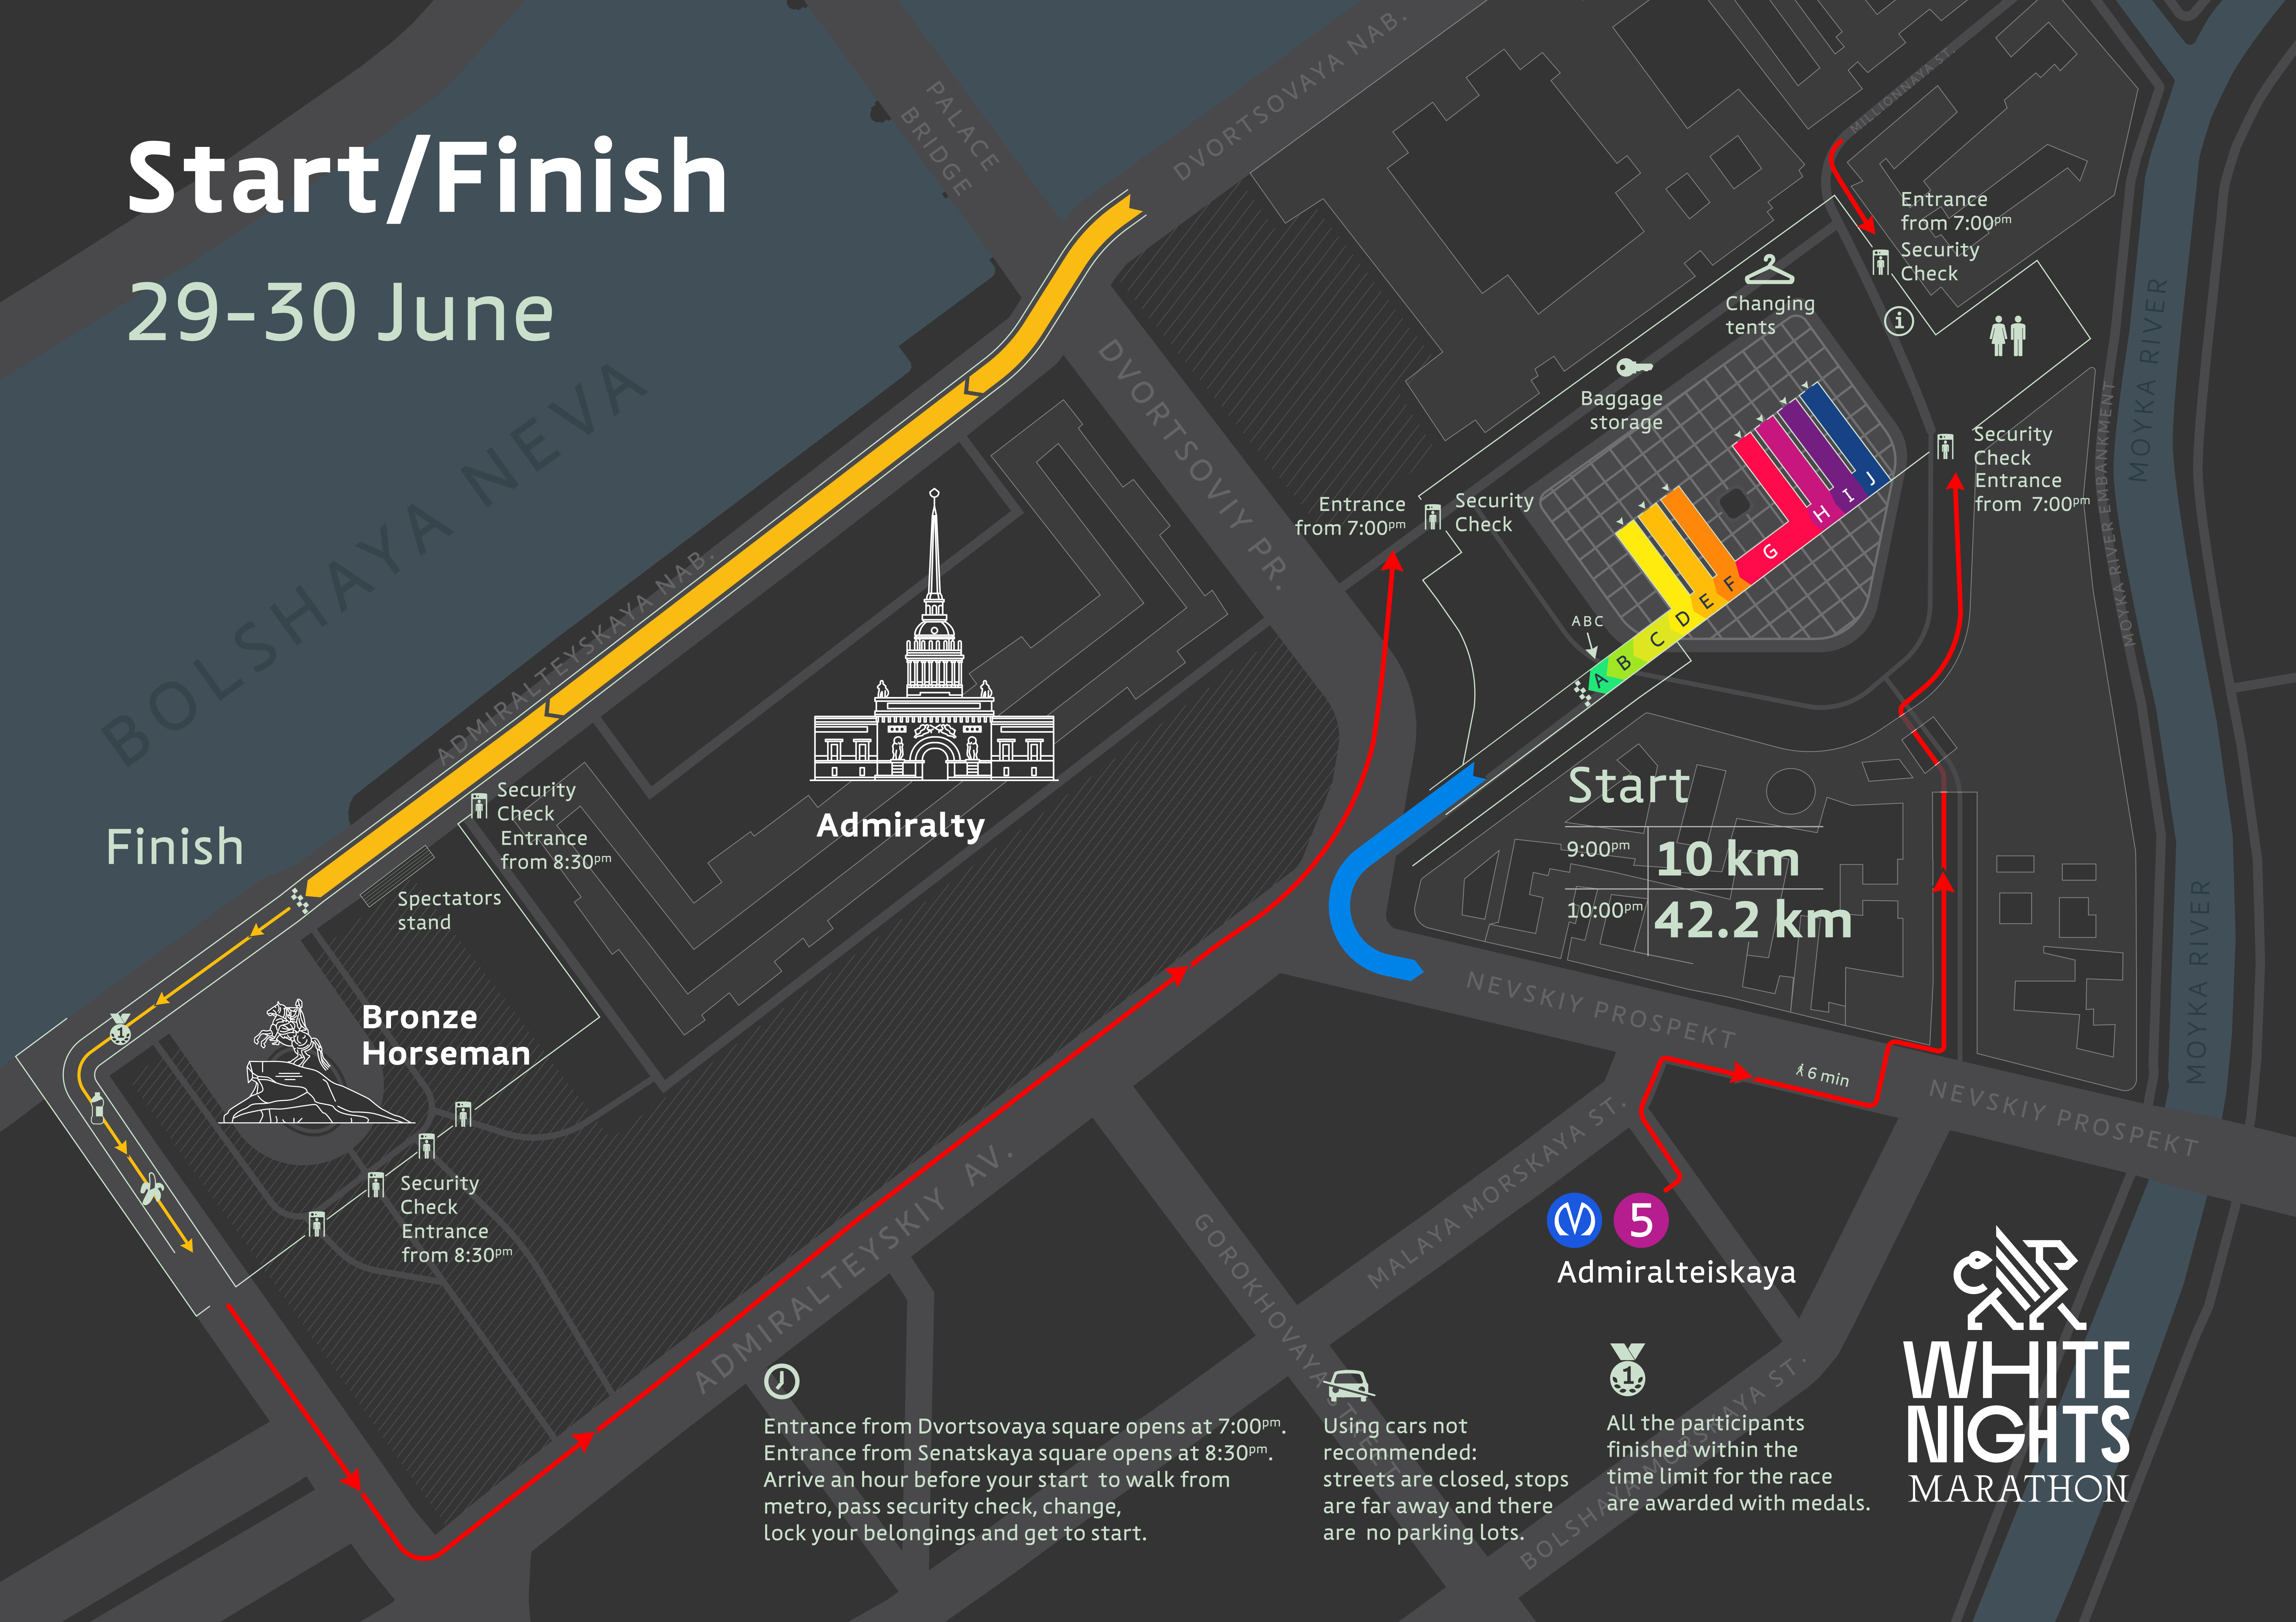 Start/Finish
29-30 June
PALACE
BRIDGE
DVORTSOVAYA NAB.
MILLIONNAYA ST.
Entrance
from 7:00pm
Security
Check
Changing
tents
i
MOYKA RIVER
Baggage
storage
BOLSHAYA NEVA
DVORTSOVIY PR.
Entrance
from 7:00pm
Security
Check
Security
Check
Entrance
from 7:00pm
MOYKA RIVER EMBANKMENT
J
I
H
G
F
E
D
C
B
A
ABC
ADMIRALTEYSKAYA NAB.
Admiralty
Security
Check
Entrance
from 8:30pm
Finish
Spectators
stand
Start
9:00pm
10 km
10:00pm
42.2 km
MOYKA RIVER
1
Bronze
Horseman
NEVSKIY PROSPEKT
6 min
NEVSKIY PROSPEKT
Security
Check
Entrance
from 8:30pm
ADMIRALTEYSKIY AV.
GOROKHOVAYA STREET
MALAYA MORSKAYA ST.
5
Admiralteiskaya
BOLSHAYA MORSKAYA ST.
Entrance from Dvortsovaya square opens at 7:00pm.
Entrance from Senatskaya square opens at 8:30pm.
Arrive an hour before your start to walk from
metro, pass security check, change,
lock your belongings and get to start.
Using cars not
recommended:
streets are closed, stops
are far away and there
are no parking lots.
1
All the participants
finished within the
time limit for the race
are awarded with medals.
WHITE
NIGHTS
MARATHON